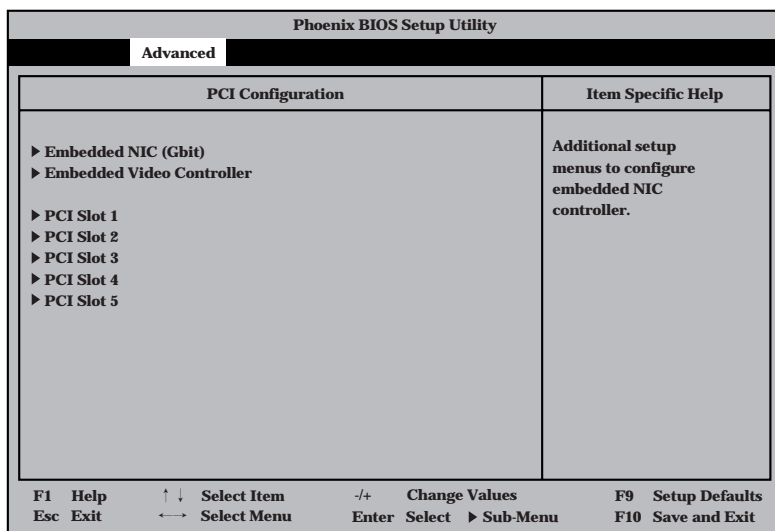 Phoenix BIOS Setup Utility
Advanced
PCI Configuration
Item Specific Help
▶ Embedded NIC (Gbit)
▶ Embedded Video Controller
▶ PCI Slot 1
▶ PCI Slot 2
▶ PCI Slot 3
▶ PCI Slot 4
▶ PCI Slot 5
Additional setup
menus to configure
embedded NIC
controller.
F1 Help ↑↓ Select Item -/+ Change Values F9 Setup Defaults
Esc Exit ←→ Select Menu Enter Select ▶ Sub-Menu F10 Save and Exit